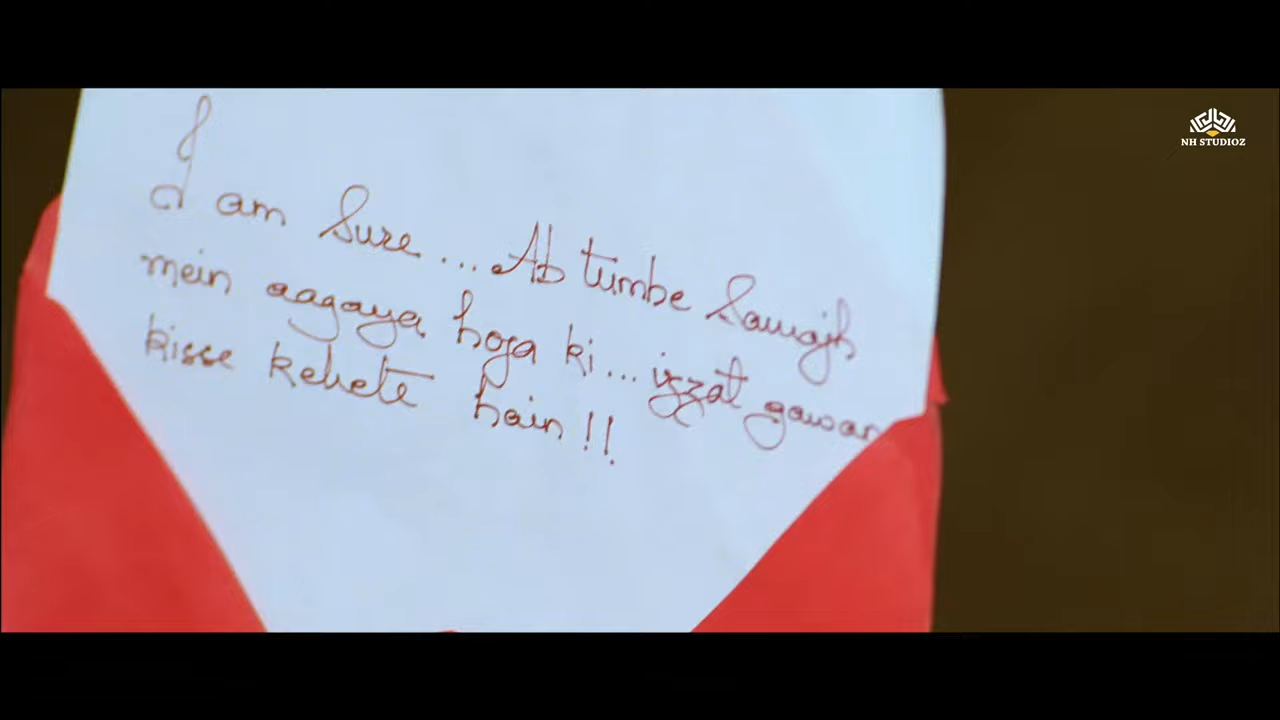 I am Sure... Ab tumhe Samajh
mein aagaya hoga ki... izzat gawan
kisse kehete hain!!
NH STUDIOZ